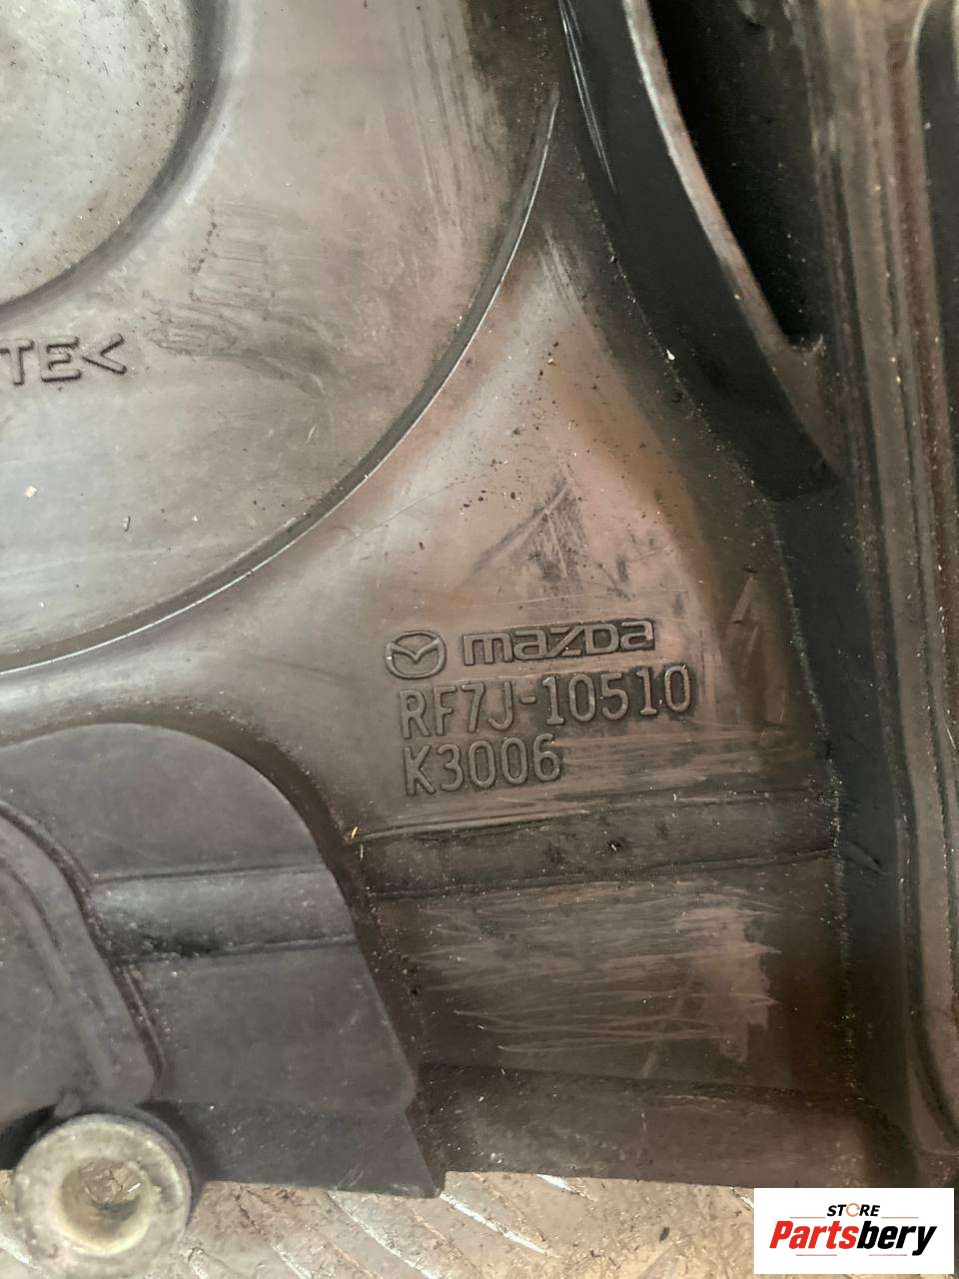 TE<
mazda
RF7J-10510
K3006
STORE
Partsbery